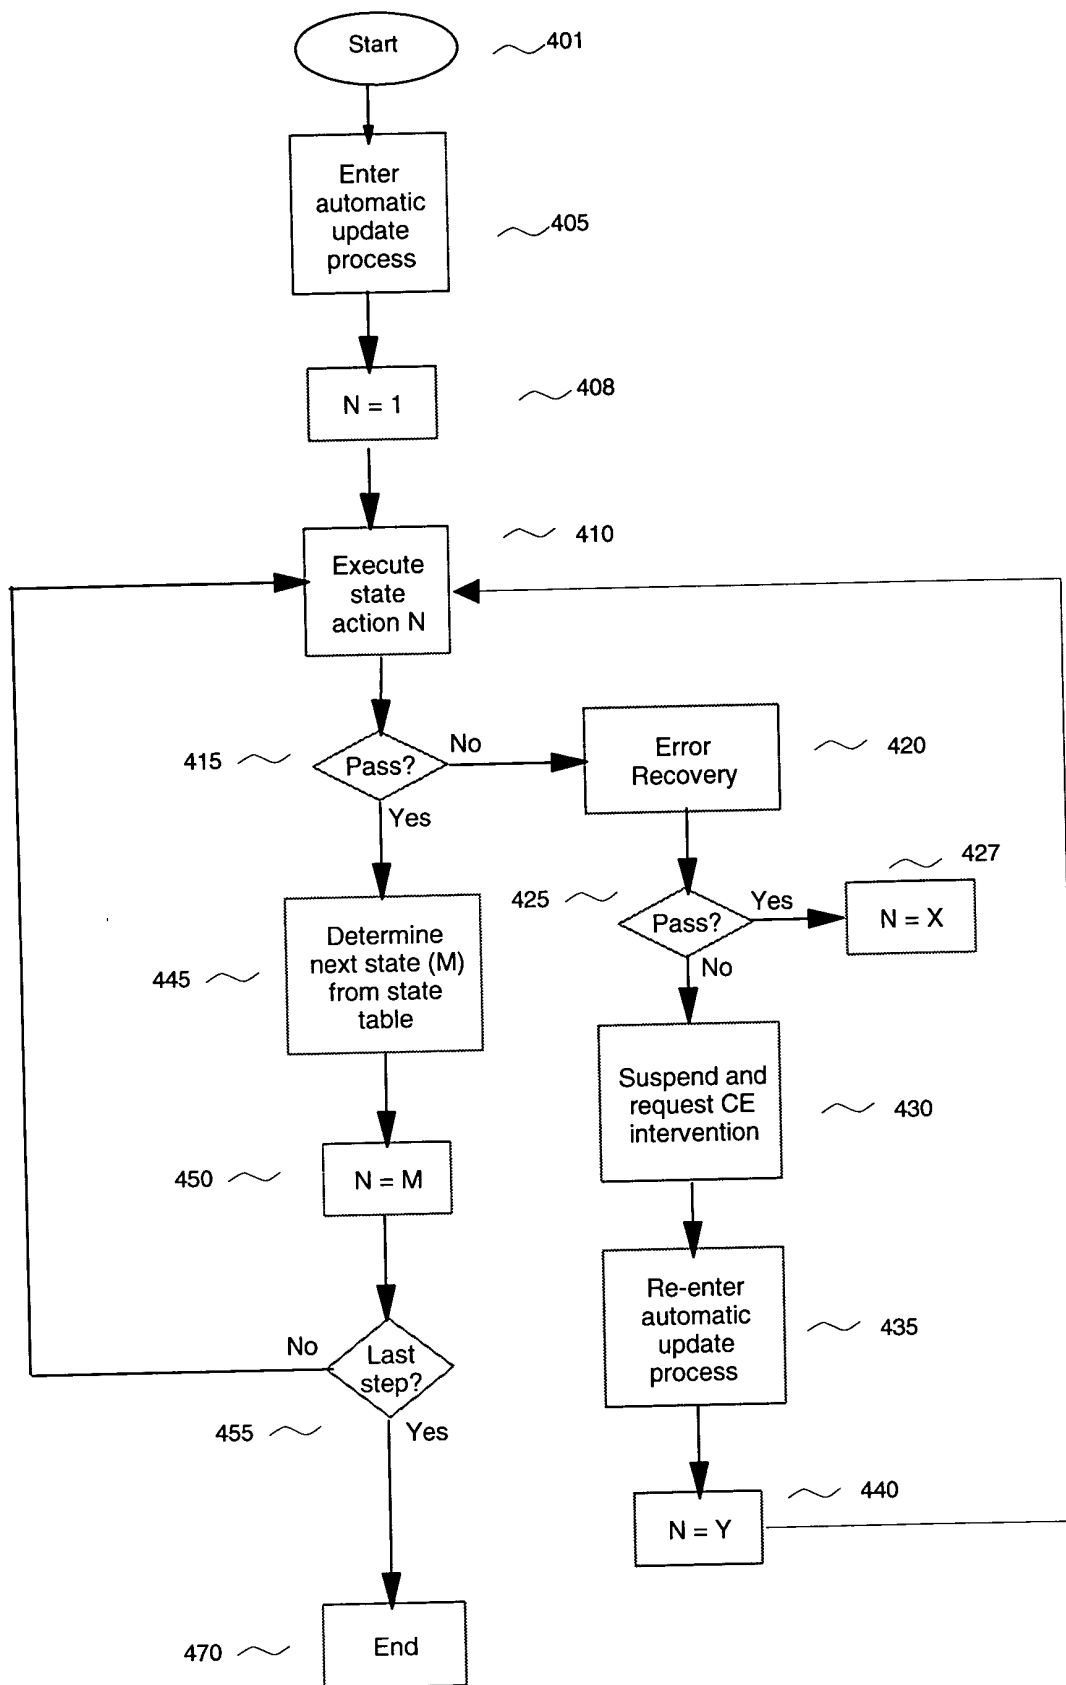 Start
401
Enter
automatic
update
process
405
N = 1
408
410
Execute
state
action N
415
Pass?
No
Yes
Error
Recovery
420
427
425
Pass?
Yes
No
N = X
445
Determine
next state (M)
from state
table
Suspend and
request CE
intervention
430
450
N = M
Re-enter
automatic
update
process
435
No
Last
step?
455
Yes
440
N = Y
470
End